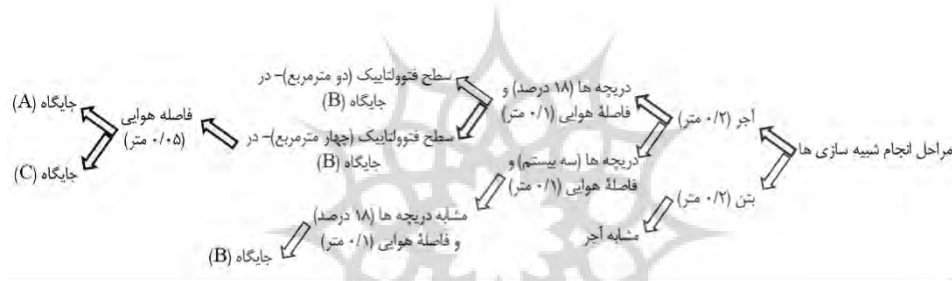 مراحل انجام شبیه سازی ها
آجر (۰/۲ متر)
بتن (۰/۲ متر)
دریچه ها (۱۸ درصد) و
فاصلهٔ هوایی (۰/۱ متر)
دریچه ها (سه بیستم) و
فاصلهٔ هوایی (۰/۱ متر)
مشابه آجر
سطح فتوولتاییک (دو مترمربع)- در
جایگاه (B)
سطح فتوولتاییک (چهار مترمربع)- در
جایگاه (B)
مشابه دریچه ها (۱۸ درصد)
و فاصلهٔ هوایی (۰/۱ متر)
فاصله هوایی
(۰/۰۵ متر)
جایگاه (A)
جایگاه (C)
جایگاه (B)